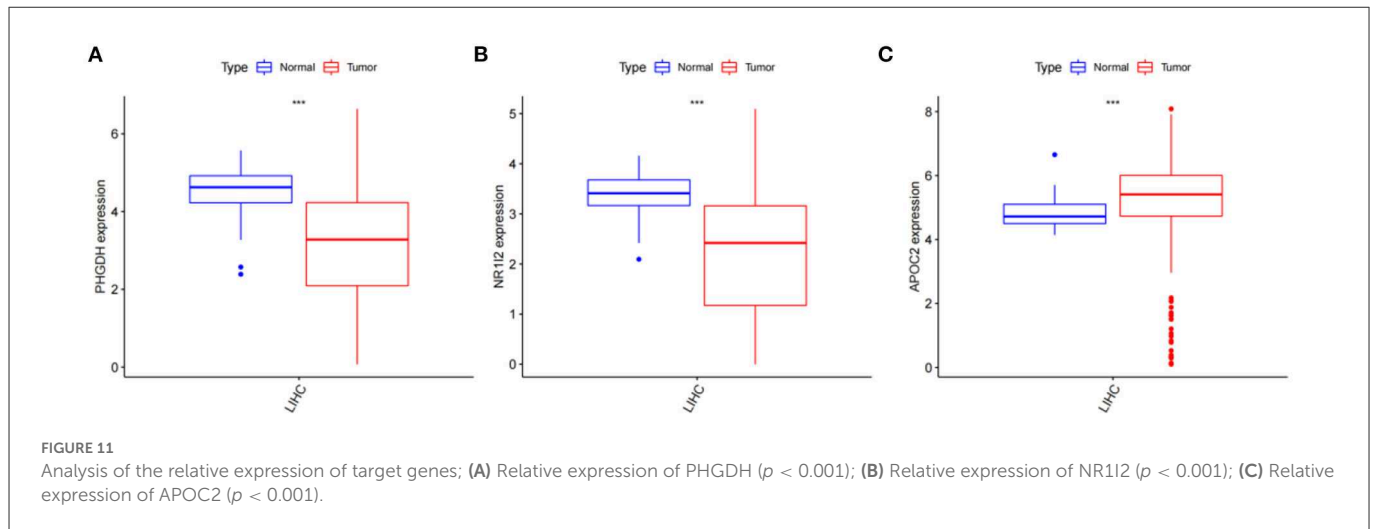 A
Type Normal Tumor
***
PHGDH expression
6
4
2
0
LIHC
B
Type Normal Tumor
***
NR1I2 expression
5
4
3
2
1
0
LIHC
C
Type Normal Tumor
***
APOC2 expression
8
6
4
2
0
LIHC
FIGURE 11
Analysis of the relative expression of target genes; (A) Relative expression of PHGDH (p < 0.001); (B) Relative expression of NR1I2 (p < 0.001); (C) Relative
expression of APOC2 (p < 0.001).